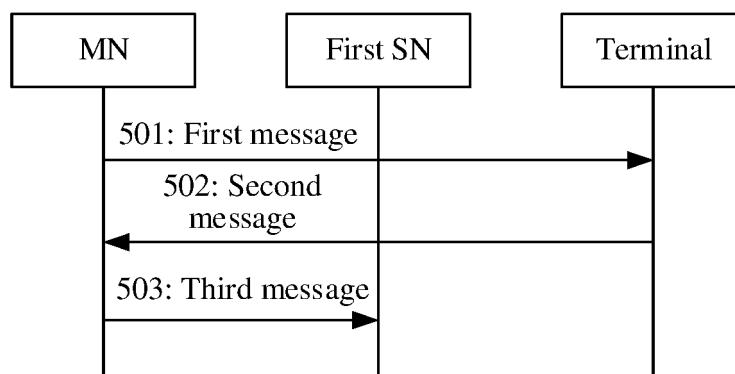 MN
First SN
Terminal
501: First message
502: Second
message
503: Third message